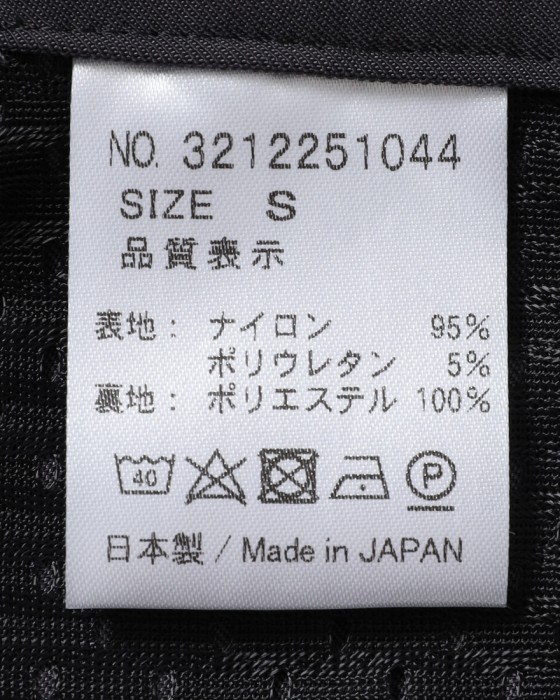 NO. 3212251044
SIZE S
品質表示
表地： ナイロン 95%
ポリウレタン 5%
裏地： ポリエステル 100%
40 P
日本製 / Made in JAPAN